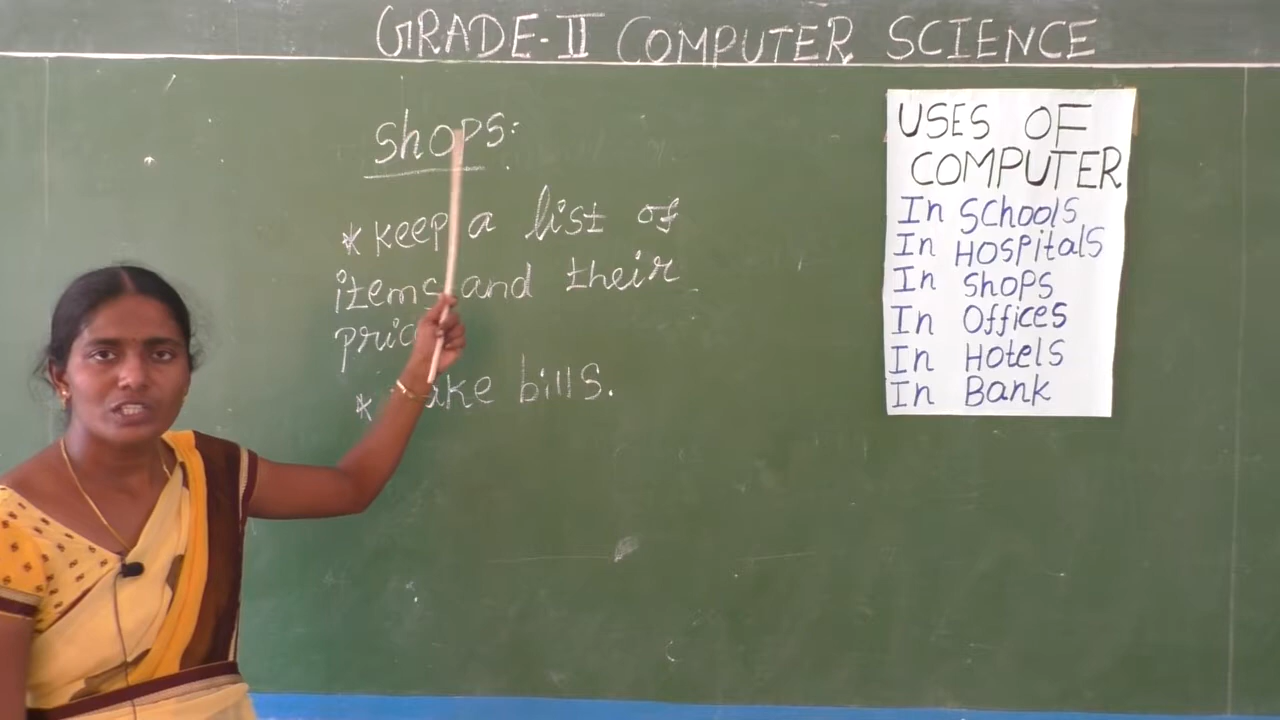 GRADE-II COMPUTER SCIENCE
Shops:
* Keep a list of
items and their
* bills.
USES OF
COMPUTER
In Schools
In Hospitals
In Shops
In Offices
In Hotels
In Bank